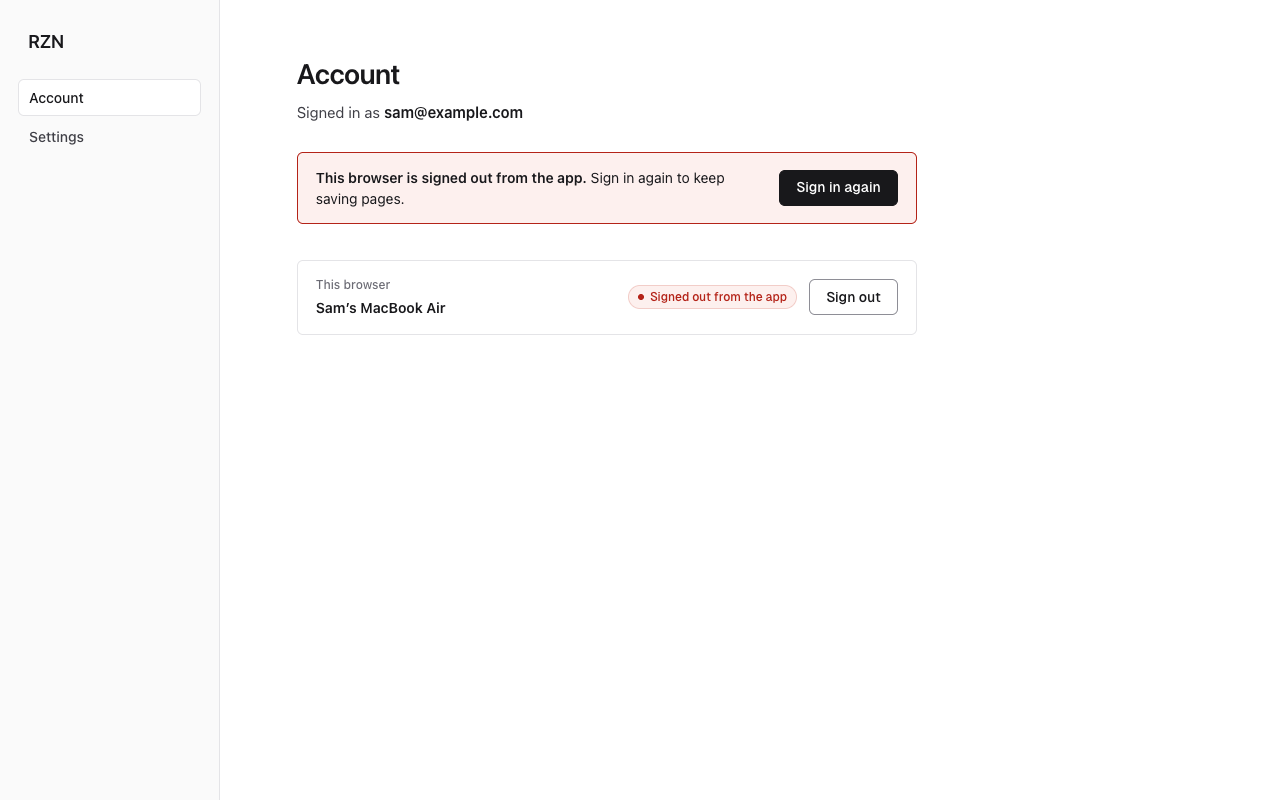 RZN
Account
Settings
Account
Signed in as sam@example.com
This browser is signed out from the app. Sign in again to keep
saving pages.
Sign in again
This browser
Sam’s MacBook Air
Signed out from the app
Sign out